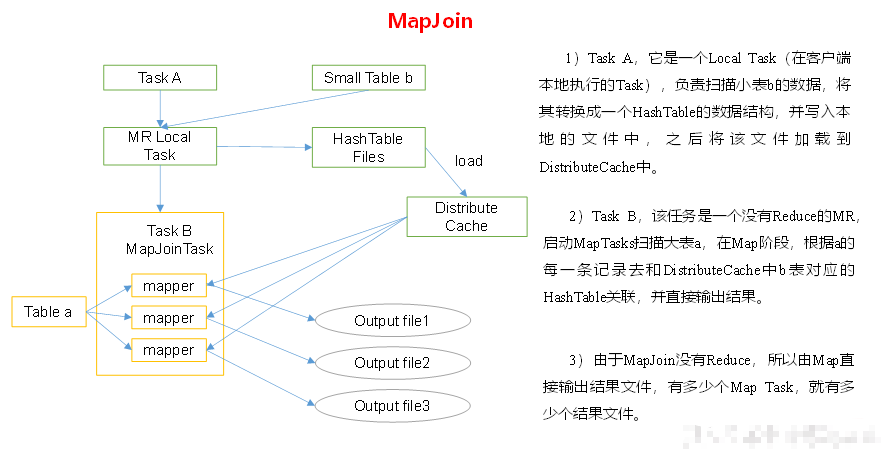 MapJoin
Task A
Small Table b
MR Local
Task
HashTable
Files
load
Distribute
Cache
Task B
MapJoinTask
mapper
mapper
mapper
Table a
Output file1
Output file2
Output file3
1）Task A，它是一个Local Task（在客户端
本地执行的Task），负责扫描小表b的数据，将
其转换成一个HashTable的数据结构，并写入本
地的文件中，之后将该文件加载到
DistributeCache中。
2）Task B，该任务是一个没有Reduce的MR，
启动MapTasks扫描大表a，在Map阶段，根据a的
每一条记录去和DistributeCache中b表对应的
HashTable关联，并直接输出结果。
3）由于MapJoin没有Reduce，所以由Map直
接输出结果文件，有多少个Map Task，就有多
少个结果文件。